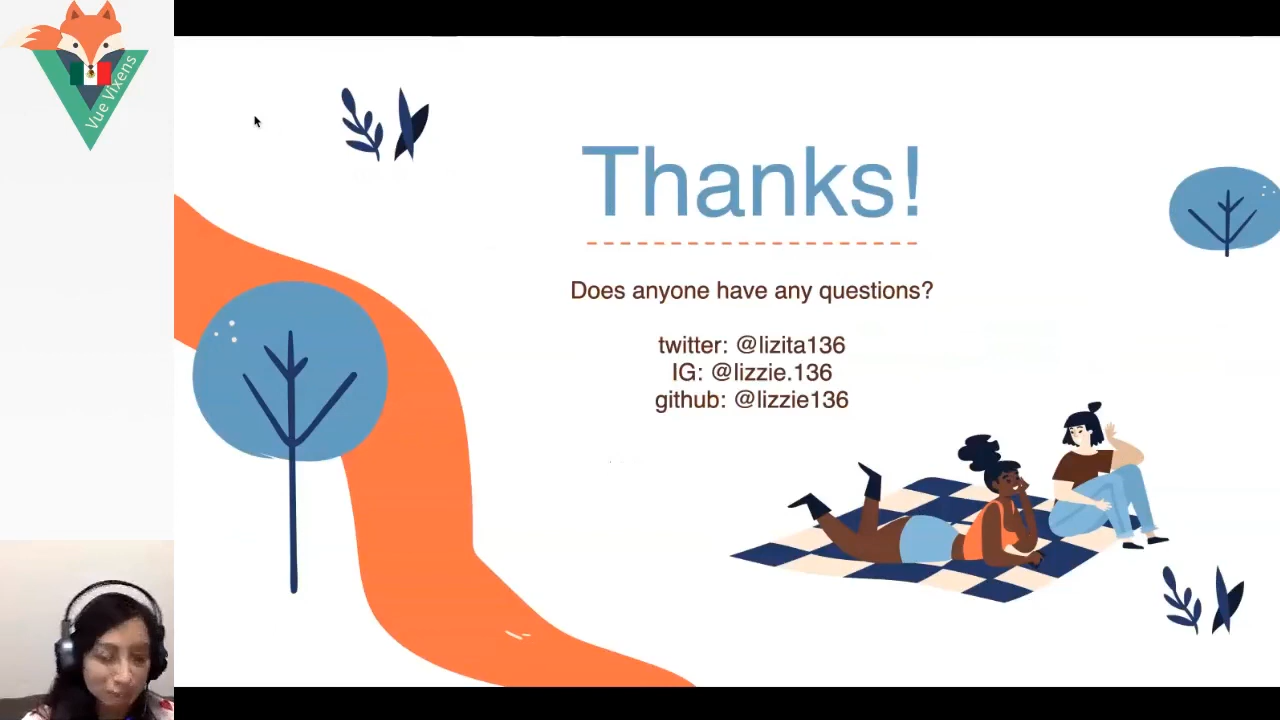 Vue Vixens
Thanks!
Does anyone have any questions?
twitter: @lizita136
IG: @lizzie.136
github: @lizzie136